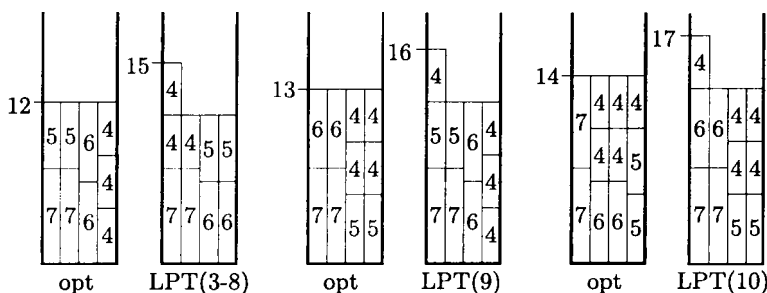 12
5 5 6 4
4
7 7 6 4
opt
15
4
4 4 5 5
7 7 6 6
LPT(3-8)
13
6 6 4 4
4 4
7 7 5 5
opt
16
4
5 5 6 4
4
7 7 6 4
LPT(9)
14
7 4 4 4
4 4 5
7 6 6 5
opt
17
4
6 6 4 4
4 4
7 7 5 5
LPT(10)